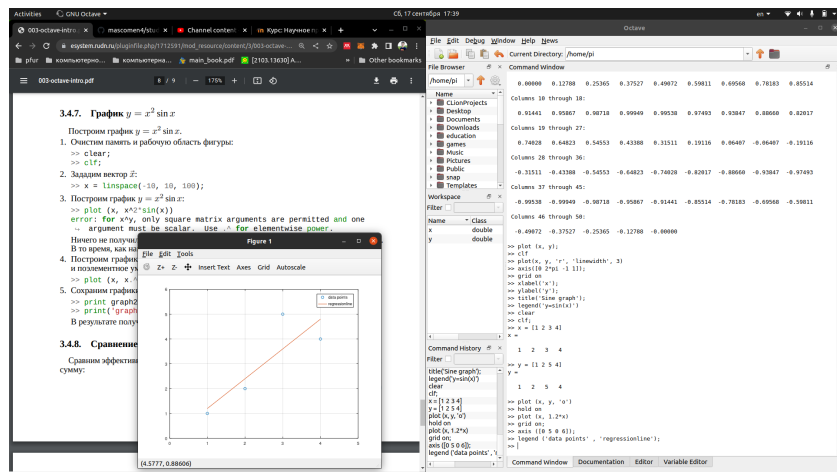 Activities GNU Octave
Сб, 17 сентября 17:39
en
003-octave-intro.p
mascomen4/stud
Channel content
Курс: Научное пр
esystem.rudn.ru/pluginfile.php/1712591/mod_resource/content/3/003-octave-...
pfur
компьютерно...
компьютерна...
main_book.pdf
[2103.13630] A...
Other bookmarks
003-octave-intro.pdf
8 / 9
175%
3.4.7. График y = x² sin x
Построим график y = x² sin x.
1. Очистим память и рабочую область фигуры:
>> clear;
>> clf;
2. Зададим вектор x:
>> x = linspace(-10, 10, 100);
3. Построим график y = x² sin x:
>> plot (x, x^2*sin(x))
error: for x^y, only square matrix arguments are permitted and one
argument must be scalar. Use .^ for elementwise power.
Ничего не получил
В то время, как на
4. Построим график
и поэлементное ум
>> plot (x, x.^
5. Сохраним графики
>> print graph2
>> print('graph
В результате получ
3.4.8. Сравнение
Сравним эффективн
сумму:
Figure 1
File Edit Tools
Z+ Z- Insert Text Axes Grid Autoscale
data points
regressionline
6
5
4
3
2
1
0
0 1 2 3 4 5
(4.5777, 0.88606)
Octave
File Edit Debug Window Help News
Current Directory: /home/pi
File Browser
/home/pi
Name
CLionProjects
Desktop
Documents
Downloads
education
games
Music
Pictures
Public
snap
Templates
Workspace
Filter
Name Class
x double
y double
Command History
Filter
title('Sine graph');
legend('y=sin(x)')
clear
clf;
x = [1 2 3 4]
y = [1 2 5 4]
plot (x, y, 'o')
hold on
plot (x, 1.2*x)
grid on;
axis ([0 5 0 6]);
legend ('data points' , 'r
Command Window
0.00000 0.12788 0.25365 0.37527 0.49072 0.59811 0.69568 0.78183 0.85514
Columns 10 through 18:
0.91441 0.95867 0.98718 0.99949 0.99538 0.97493 0.93847 0.88660 0.82017
Columns 19 through 27:
0.74028 0.64823 0.54553 0.43388 0.31511 0.19116 0.06407 -0.06407 -0.19116
Columns 28 through 36:
-0.31511 -0.43388 -0.54553 -0.64823 -0.74028 -0.82017 -0.88660 -0.93847 -0.97493
Columns 37 through 45:
-0.99538 -0.99949 -0.98718 -0.95867 -0.91441 -0.85514 -0.78183 -0.69568 -0.59811
Columns 46 through 50:
-0.49072 -0.37527 -0.25365 -0.12788 -0.00000
>> plot (x, y);
>> clf
>> plot(x, y, 'r', 'linewidth', 3)
>> axis([0 2*pi -1 1]);
>> grid on
>> xlabel('x');
>> ylabel('y');
>> title('Sine graph');
>> legend('y=sin(x)')
>> clear
>> clf;
>> x = [1 2 3 4]
x =
1 2 3 4
>> y = [1 2 5 4]
y =
1 2 5 4
>> plot (x, y, 'o')
>> hold on
>> plot (x, 1.2*x)
>> grid on;
>> axis ([0 5 0 6]);
>> legend ('data points' , 'regressionline');
>>
Command Window Documentation Editor Variable Editor